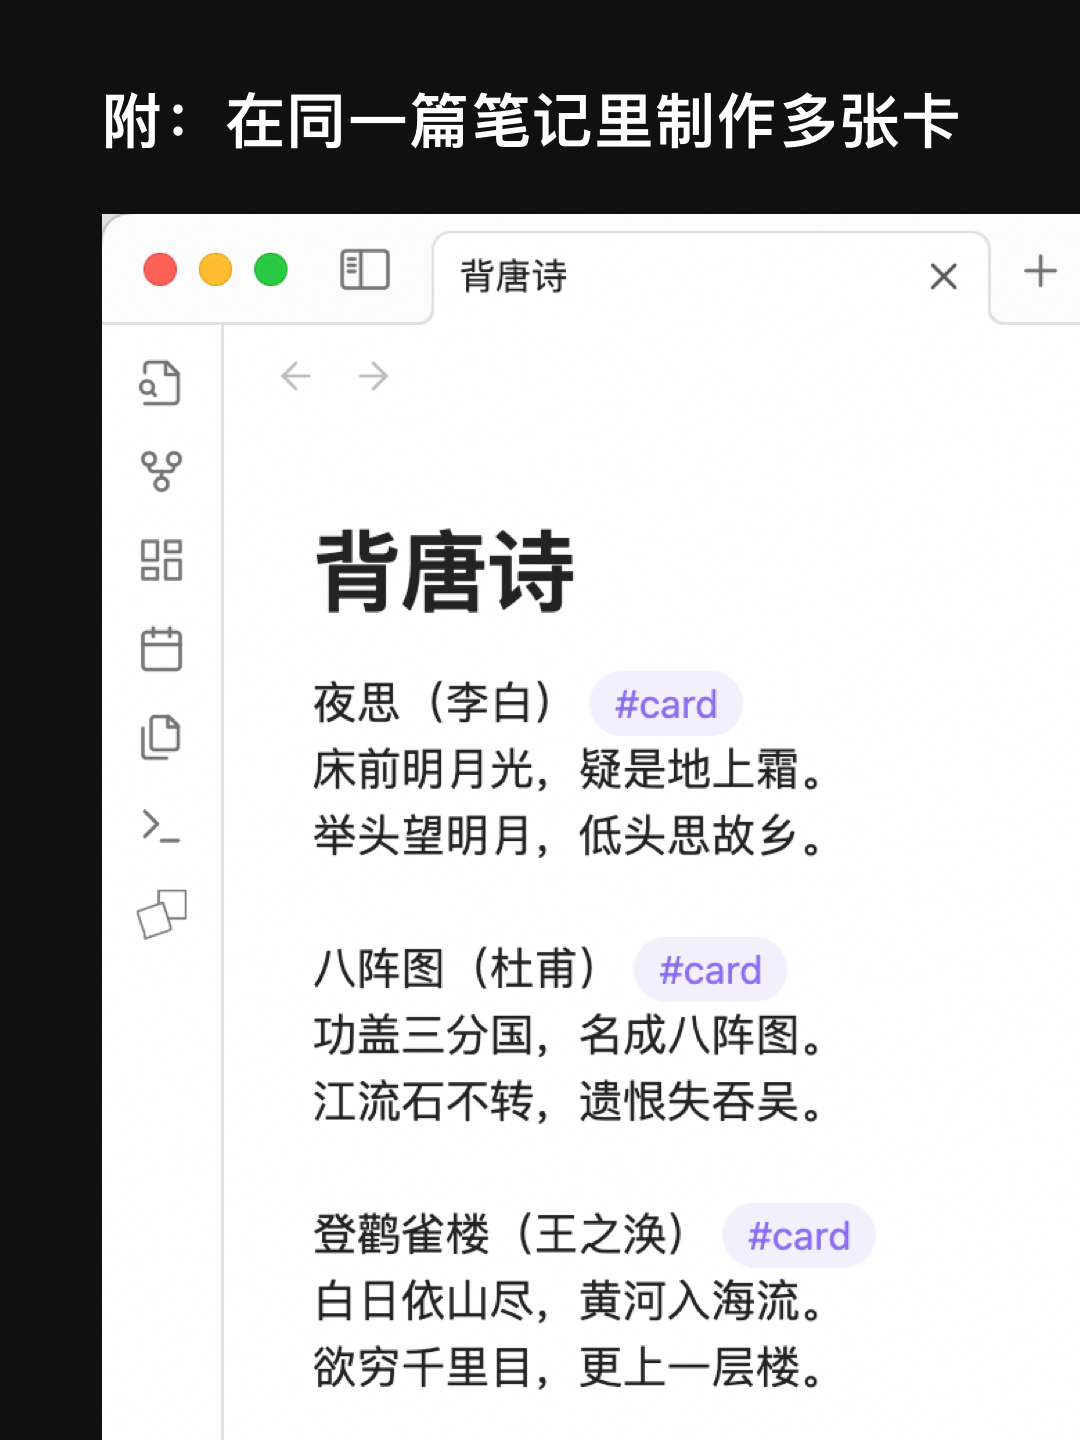 附：在同一篇笔记里制作多张卡
背唐诗
背唐诗
夜思（李白） #card
床前明月光，疑是地上霜。
举头望明月，低头思故乡。
八阵图（杜甫） #card
功盖三分国，名成八阵图。
江流石不转，遗恨失吞吴。
登鹳雀楼（王之涣） #card
白日依山尽，黄河入海流。
欲穷千里目，更上一层楼。